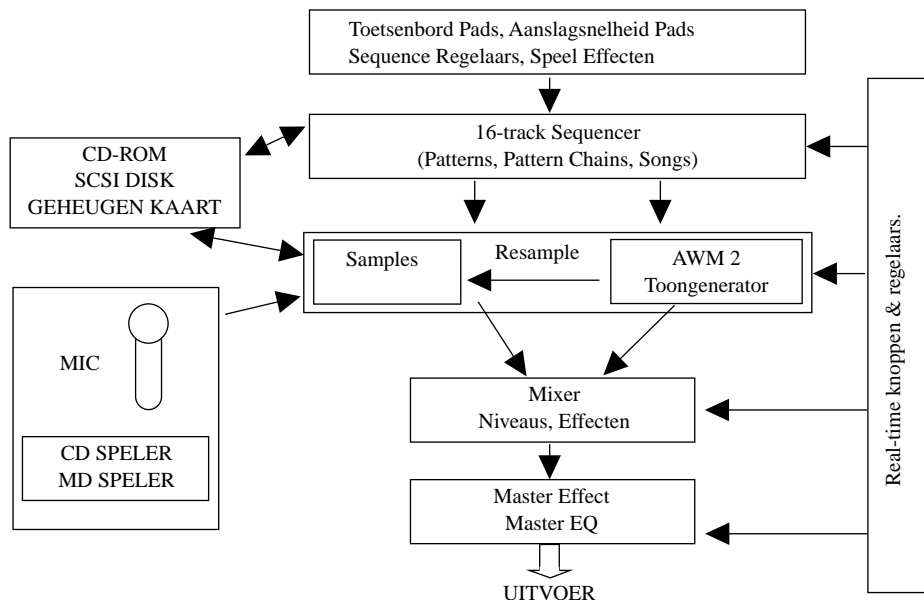 Toetsenbord Pads, Aanslagsnelheid Pads
Sequence Regelaars, Speel Effecten
16-track Sequencer
(Patterns, Pattern Chains, Songs)
CD-ROM
SCSI DISK
GEHEUGEN KAART
Samples
Resample
AWM 2
Toongenerator
MIC
CD SPELER
MD SPELER
Mixer
Niveaus, Effecten
Master Effect
Master EQ
UITVOER
Real-time knoppen & regelaars.